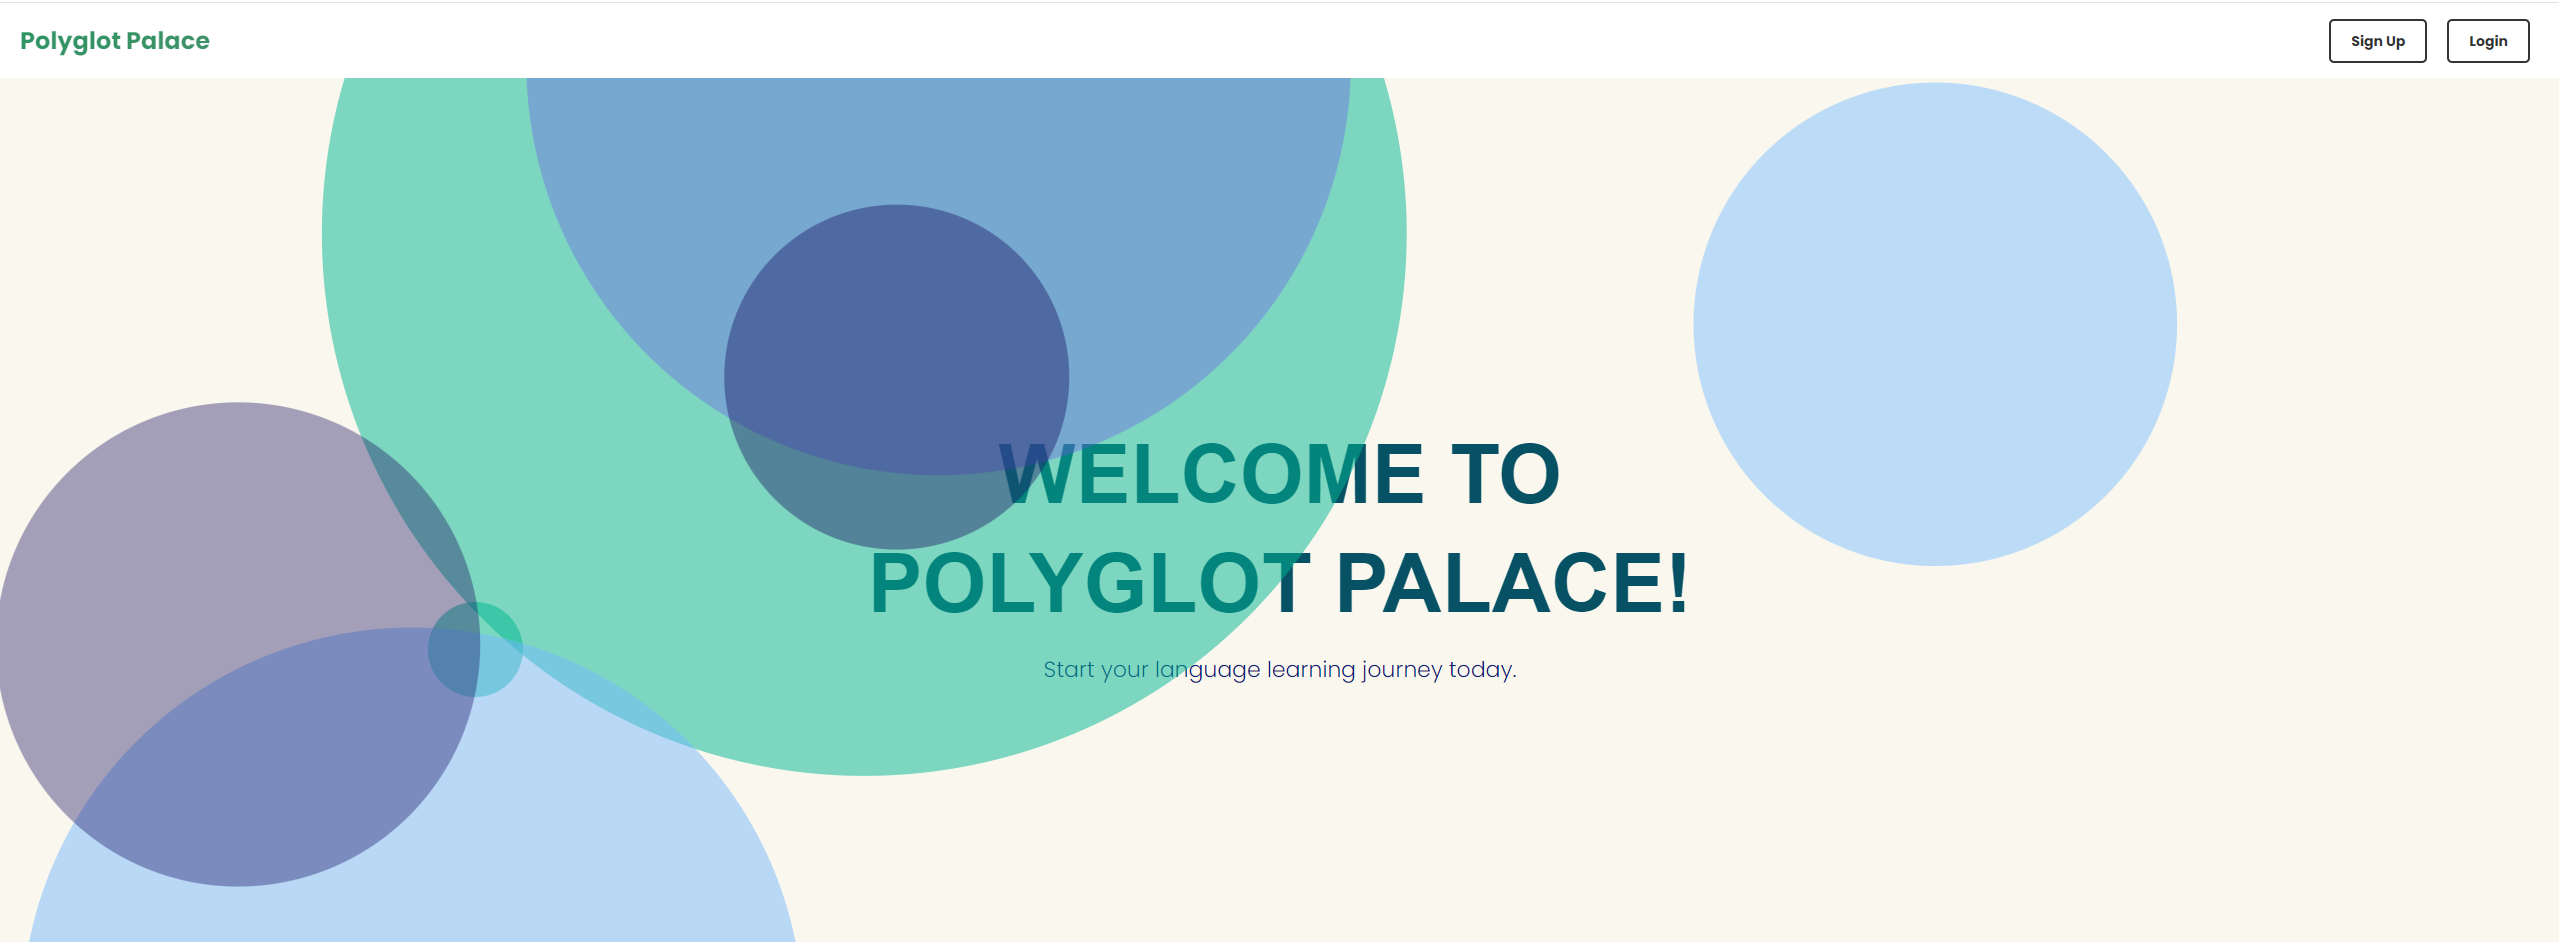 Polyglot Palace
Sign Up
Login
WELCOME TO
POLYGLOT PALACE!
Start your language learning journey today.